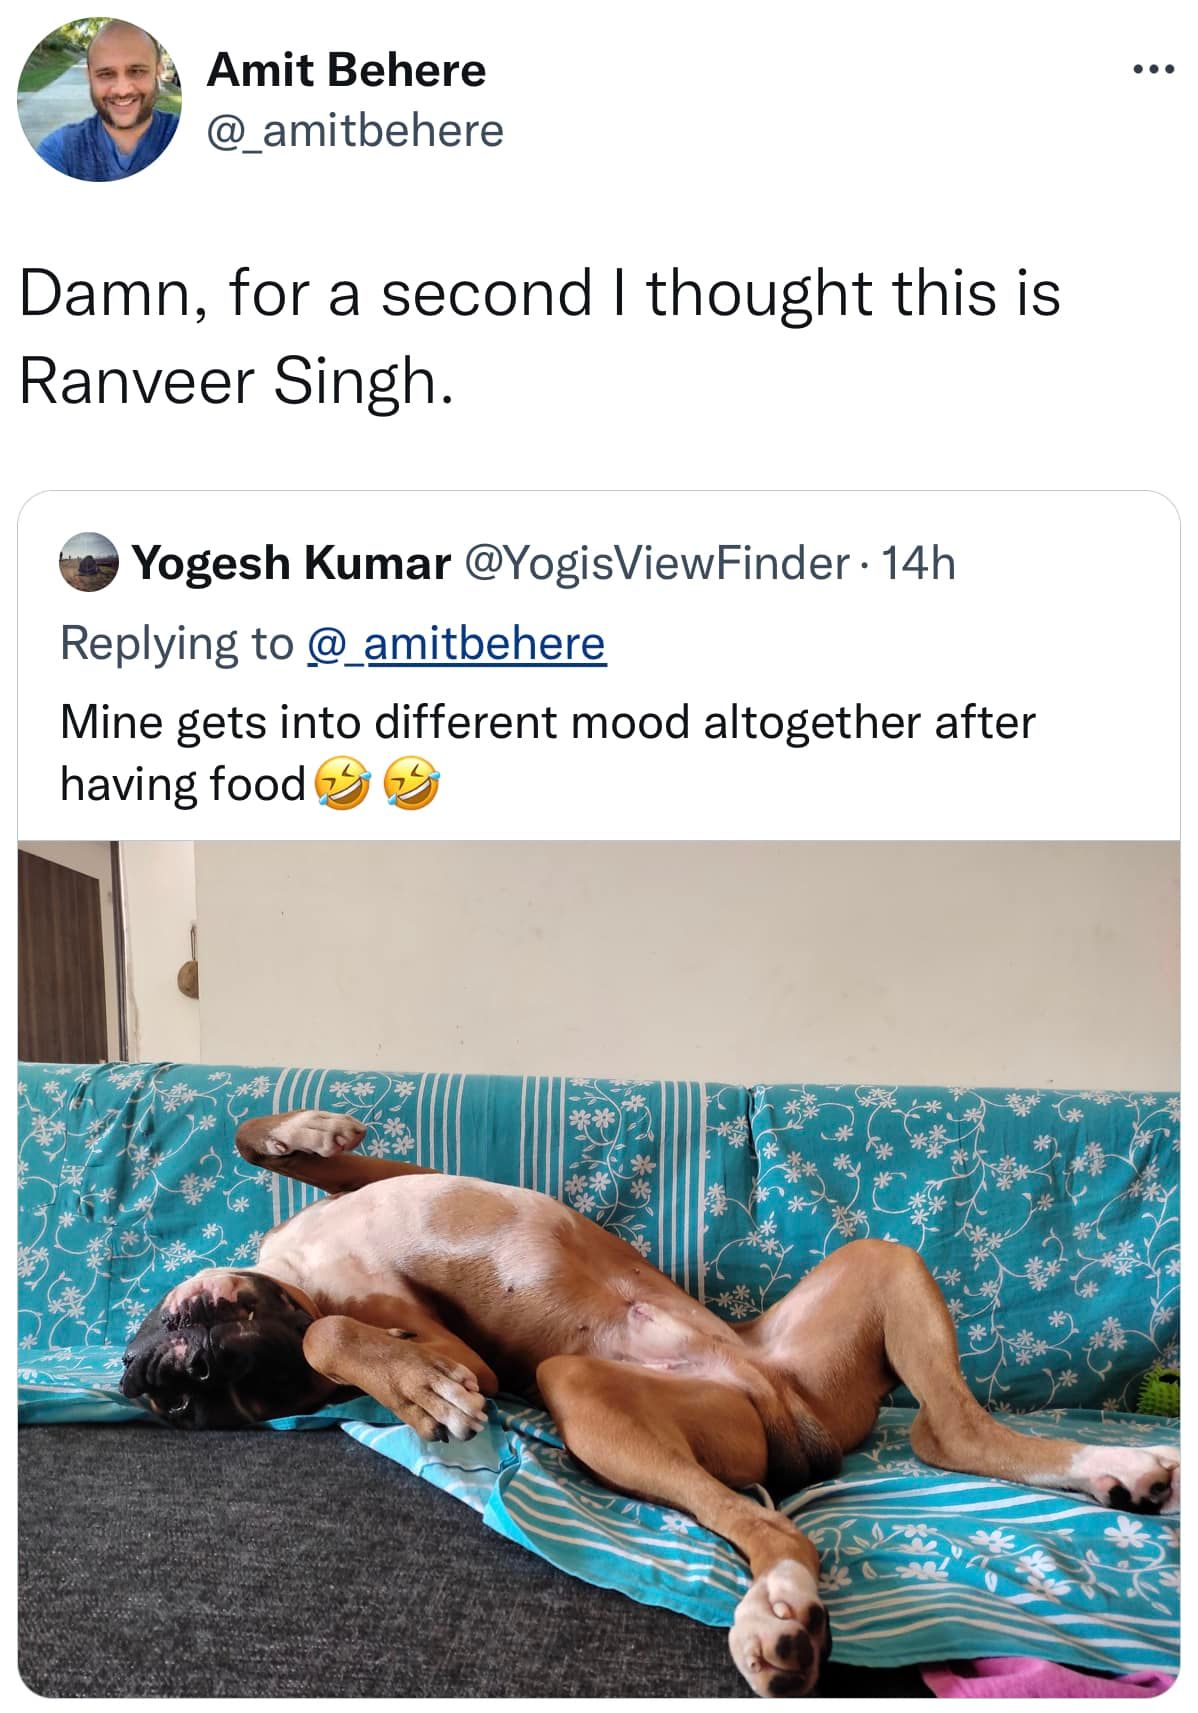 Amit Behere
@_amitbehere
Damn, for a second I thought this is
Ranveer Singh.
Yogesh Kumar @YogisViewFinder · 14h
Replying to @_amitbehere
Mine gets into different mood altogether after
having food🤣🤣